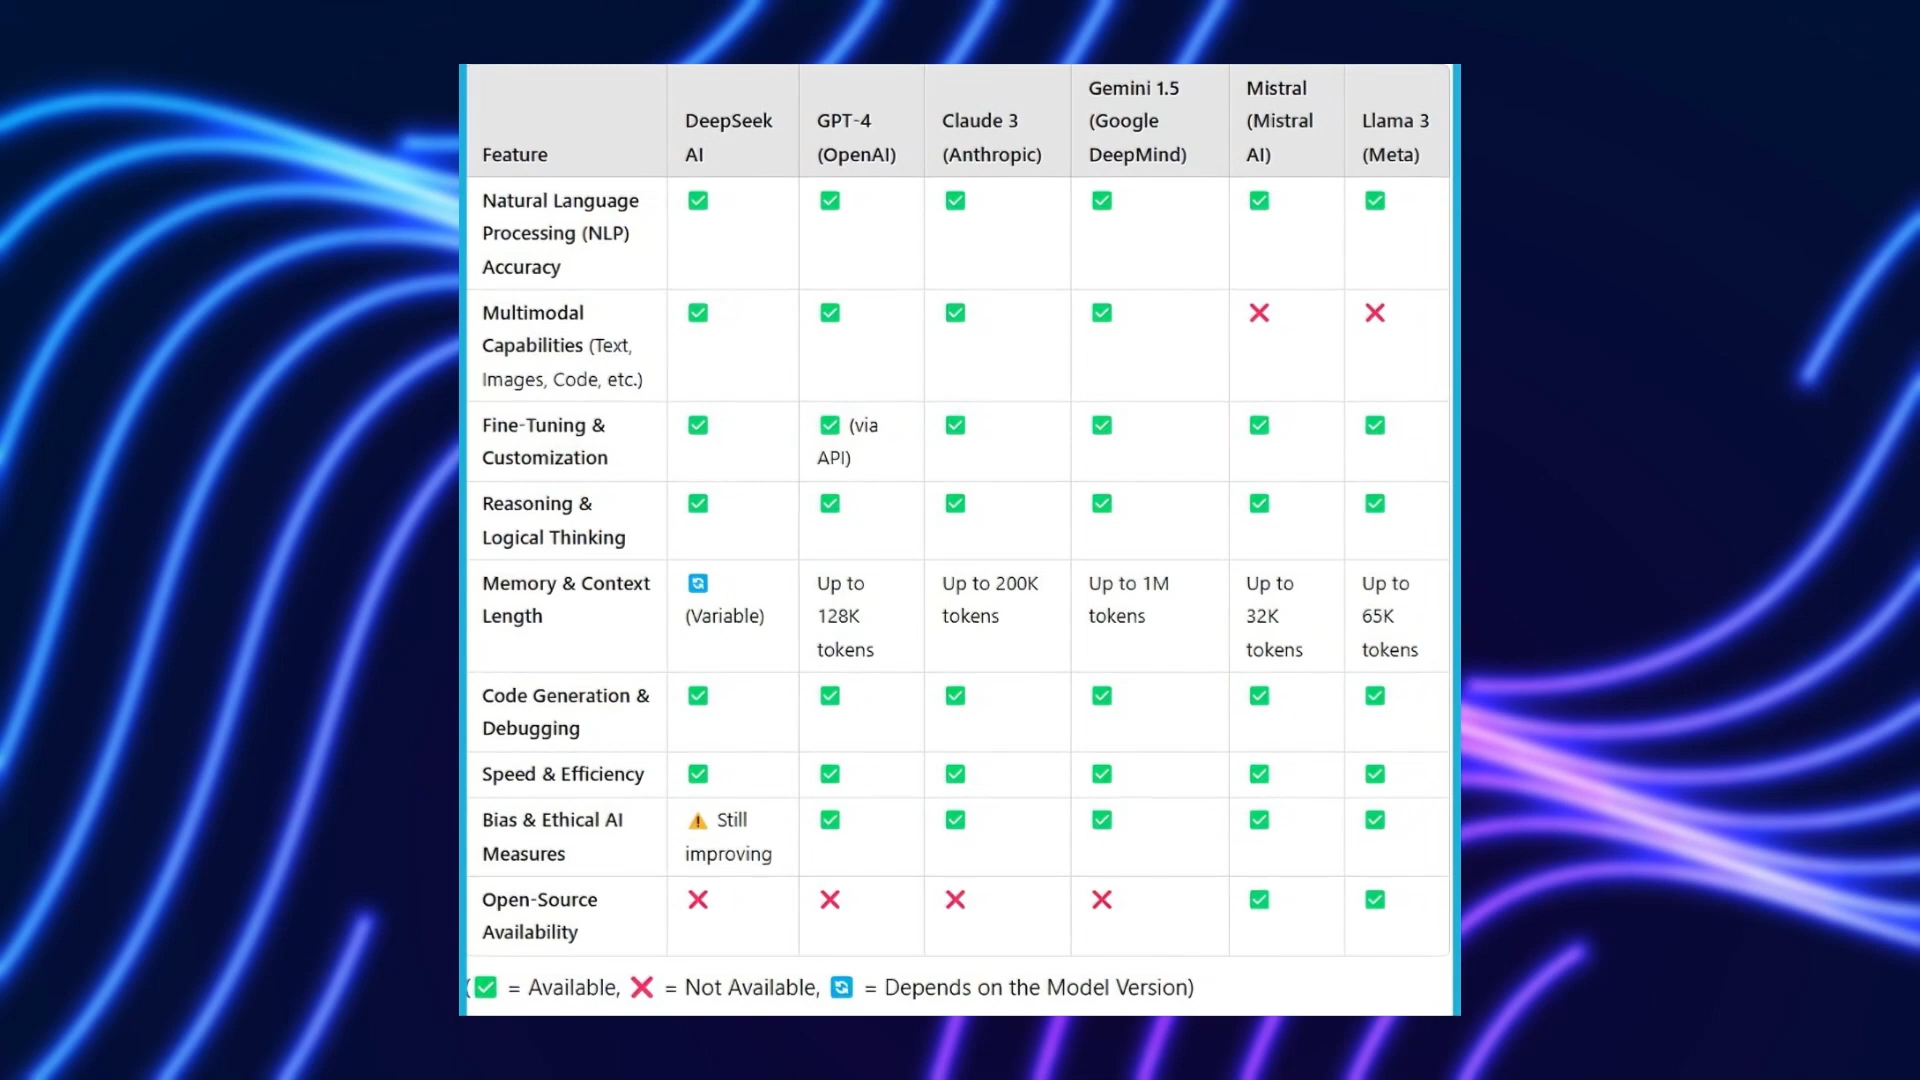 Feature
DeepSeek
AI
GPT-4
(OpenAI)
Claude 3
(Anthropic)
Gemini 1.5
(Google
DeepMind)
Mistral
(Mistral
AI)
Llama 3
(Meta)
Natural Language
Processing (NLP)
Accuracy
✅ ✅ ✅ ✅ ✅ ✅
Multimodal
Capabilities (Text,
Images, Code, etc.)
✅ ✅ ✅ ✅ ❌ ❌
Fine-Tuning &
Customization
✅
✅ (via
API)
✅ ✅ ✅ ✅
Reasoning &
Logical Thinking
✅ ✅ ✅ ✅ ✅ ✅
Memory & Context
Length
🔄
(Variable)
Up to
128K
tokens
Up to 200K
tokens
Up to 1M
tokens
Up to
32K
tokens
Up to
65K
tokens
Code Generation &
Debugging
✅ ✅ ✅ ✅ ✅ ✅
Speed & Efficiency
✅ ✅ ✅ ✅ ✅ ✅
Bias & Ethical AI
Measures
⚠️ Still
improving
✅ ✅ ✅ ✅ ✅
Open-Source
Availability
❌ ❌ ❌ ❌ ✅ ✅
(✅ = Available, ❌ = Not Available, 🔄 = Depends on the Model Version)